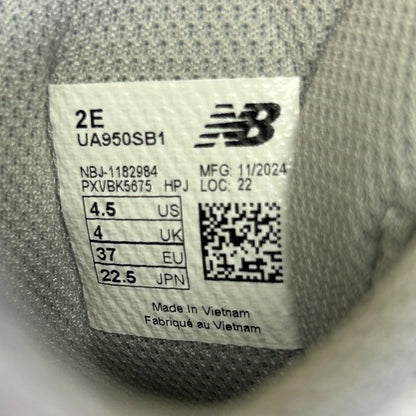 2E
UA950SB1
NB
NBJ-1182984
PXVBK5675 HPJ
MFG: 11/2024
LOC: 22
4.5 US
4 UK
37 EU
22.5 JPN
Made In Vietnam
Fabriqué au Vietnam